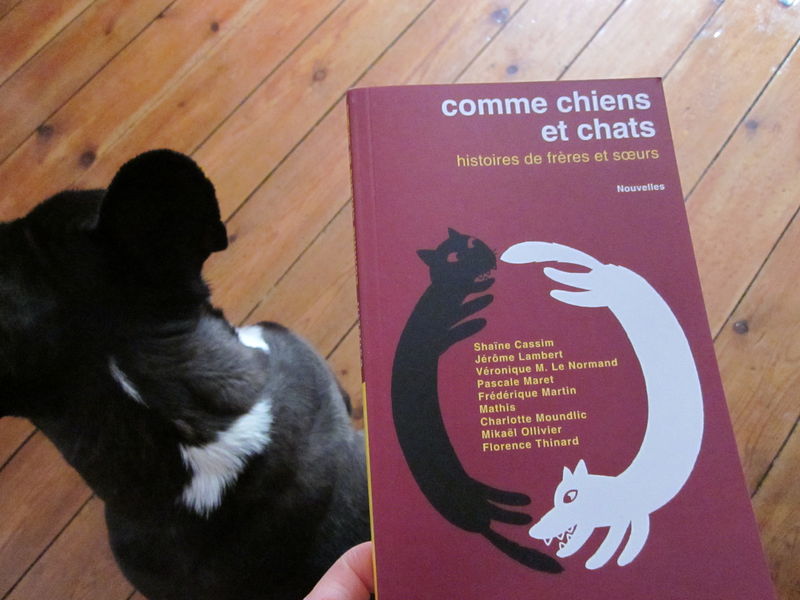 comme chiens
et chats
histoires de frères et sœurs
Nouvelles
Shaïne Cassim
Jérôme Lambert
Véronique M. Le Normand
Pascale Maret
Frédérique Martin
Mathis
Charlotte Moundlic
Mikaël Ollivier
Florence Thinard